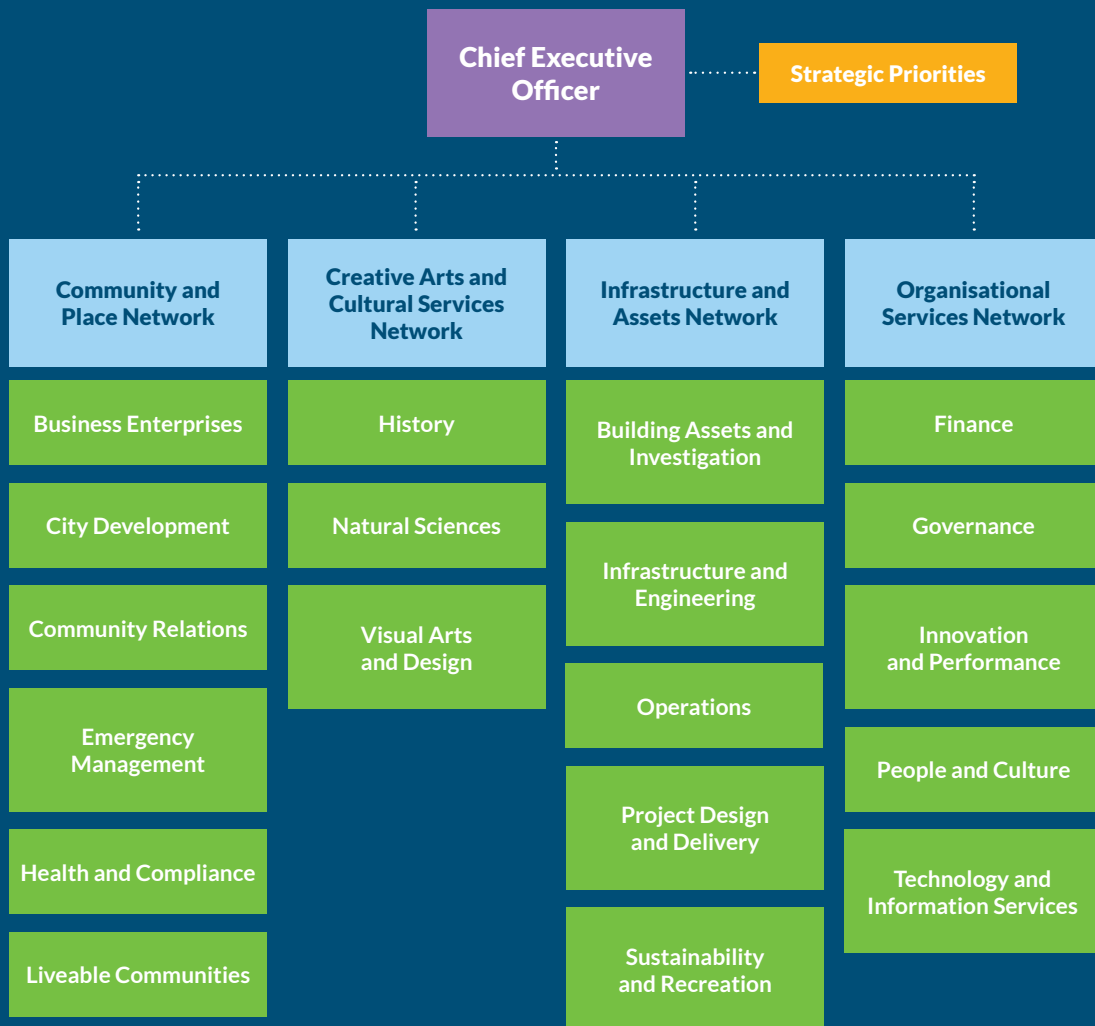 Chief Executive
Officer
Strategic Priorities
Community and
Place Network
Business Enterprises
City Development
Community Relations
Emergency
Management
Health and Compliance
Liveable Communities
Creative Arts and
Cultural Services
Network
History
Natural Sciences
Visual Arts
and Design
Infrastructure and
Assets Network
Building Assets and
Investigation
Infrastructure and
Engineering
Operations
Project Design
and Delivery
Sustainability
and Recreation
Organisational
Services Network
Finance
Governance
Innovation
and Performance
People and Culture
Technology and
Information Services